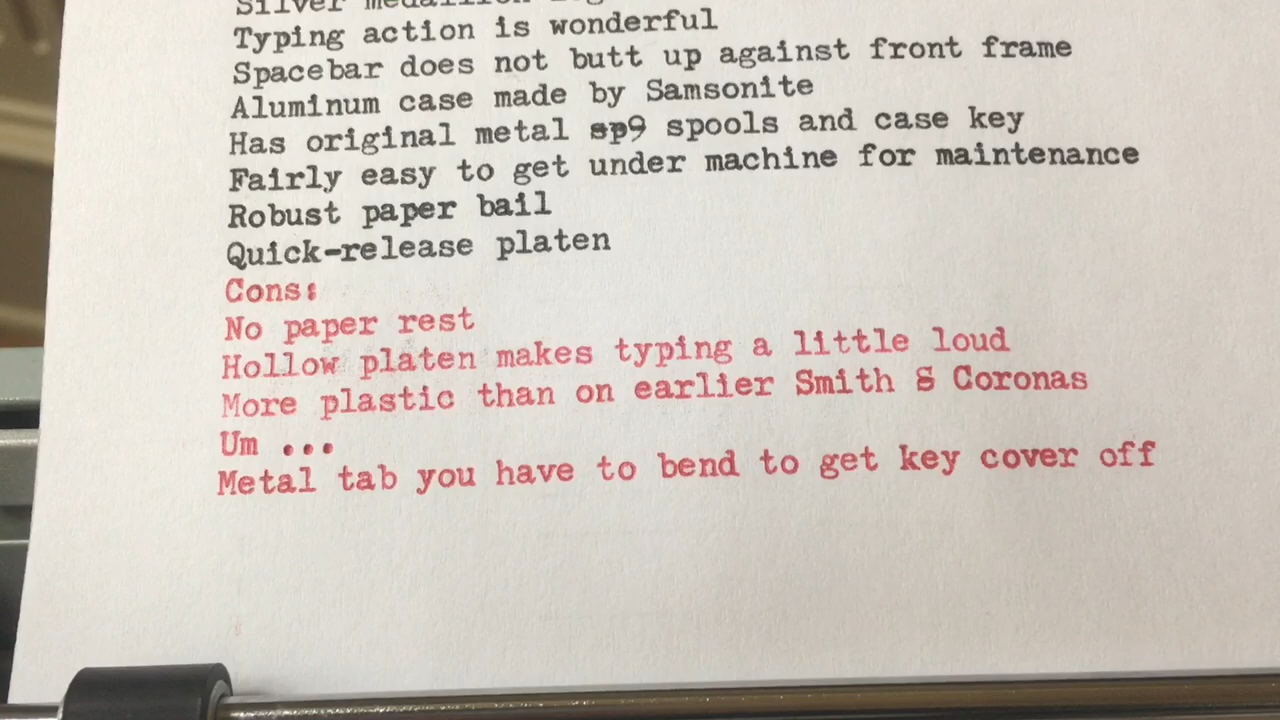 Silver medallion
Typing action is wonderful
Spacebar does not butt up against front frame
Aluminum case made by Samsonite
Has original metal sp9 spools and case key
Fairly easy to get under machine for maintenance
Robust paper bail
Quick-release platen
Cons:
No paper rest
Hollow platen makes typing a little loud
More plastic than on earlier Smith & Coronas
Um ...
Metal tab you have to bend to get key cover off